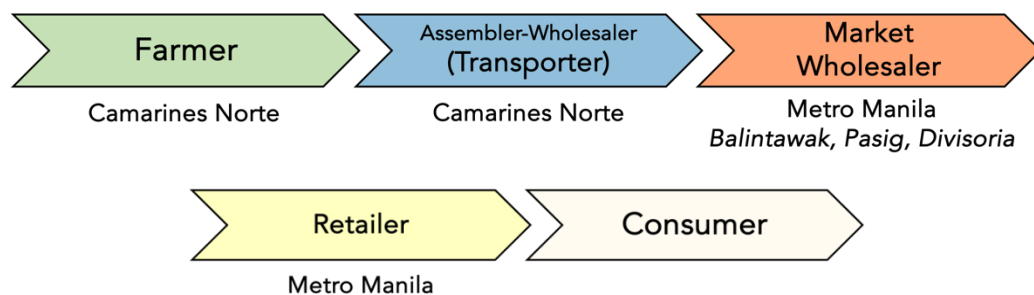 Farmer
Camarines Norte
Assembler-Wholesaler
(Transporter)
Camarines Norte
Market
Wholesaler
Metro Manila
Balintawak, Pasig, Divisoria
Retailer
Metro Manila
Consumer